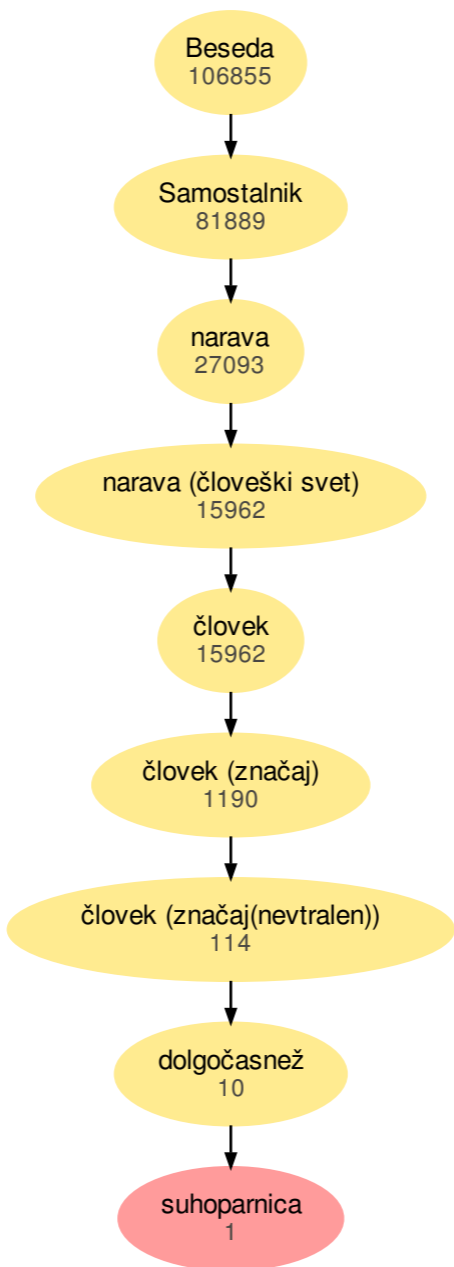 Beseda
106855
Samostalnik
81889
narava
27093
narava (človeški svet)
15962
človek
15962
človek (značaj)
1190
človek (značaj(nevtralen))
114
dolgočasnež
10
suhoparnica
1